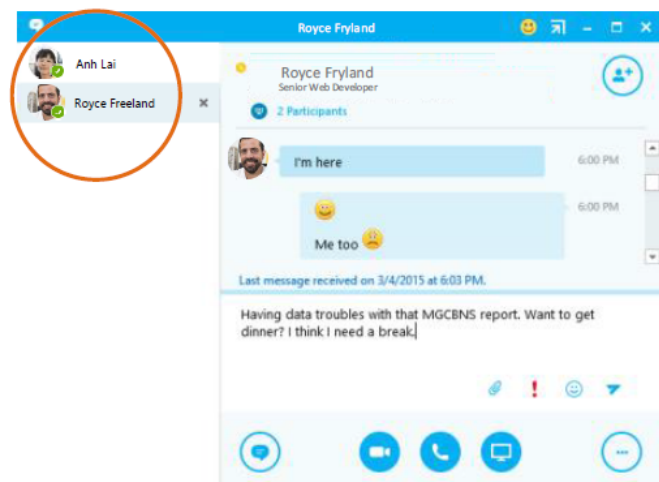 Royce Fryland
Anh Lai
Royce Freeland
Royce Fryland
Senior Web Developer
2 Participants
I'm here
6:00 PM
6:00 PM
Me too
Last message received on 3/4/2015 at 6:03 PM.
Having data troubles with that MGCBNS report. Want to get
dinner? I think I need a break.